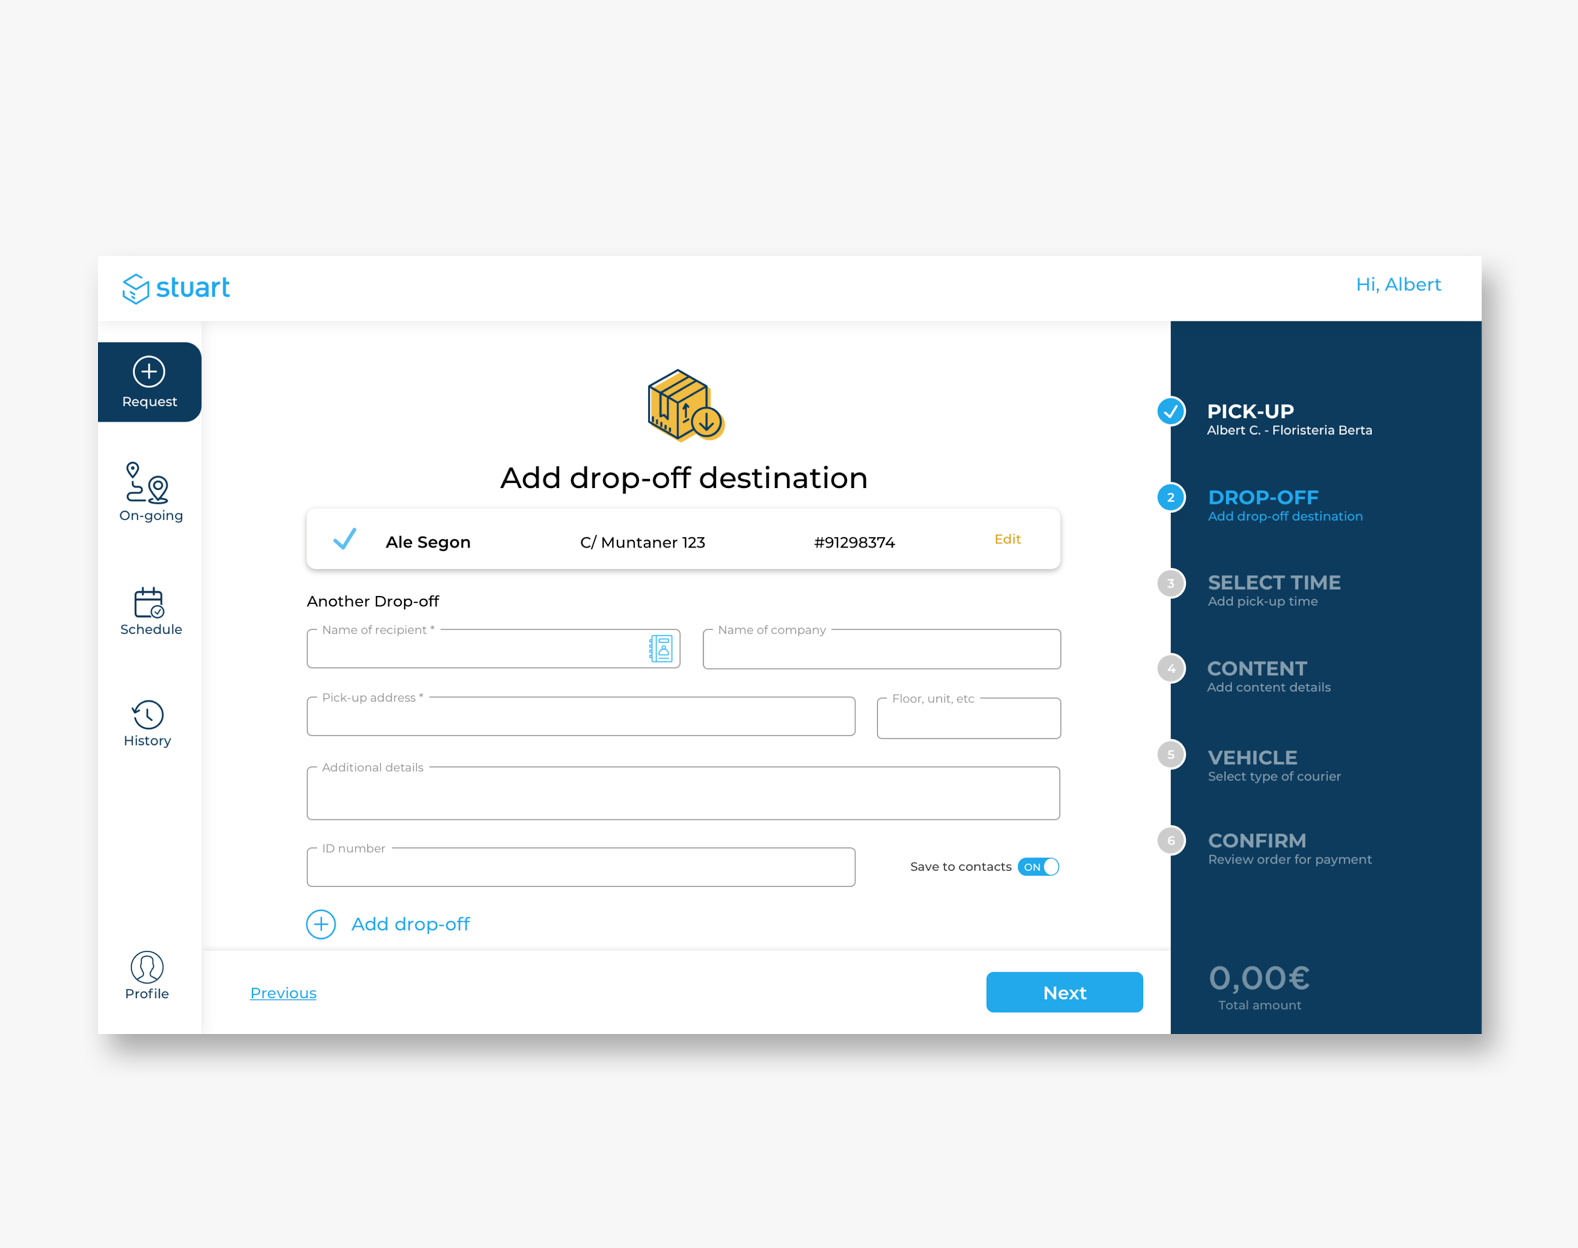 stuart
Hi, Albert
Request
On-going
Schedule
History
Profile
Add drop-off destination
Ale Segon C/ Muntaner 123 #91298374 Edit
Another Drop-off
Name of recipient * Name of company
Pick-up address * Floor, unit, etc
Additional details
ID number
Save to contacts ON
Add drop-off
Previous Next
PICK-UP
Albert C. - Floristeria Berta
2 DROP-OFF
Add drop-off destination
3 SELECT TIME
Add pick-up time
4 CONTENT
Add content details
5 VEHICLE
Select type of courier
6 CONFIRM
Review order for payment
0,00€
Total amount